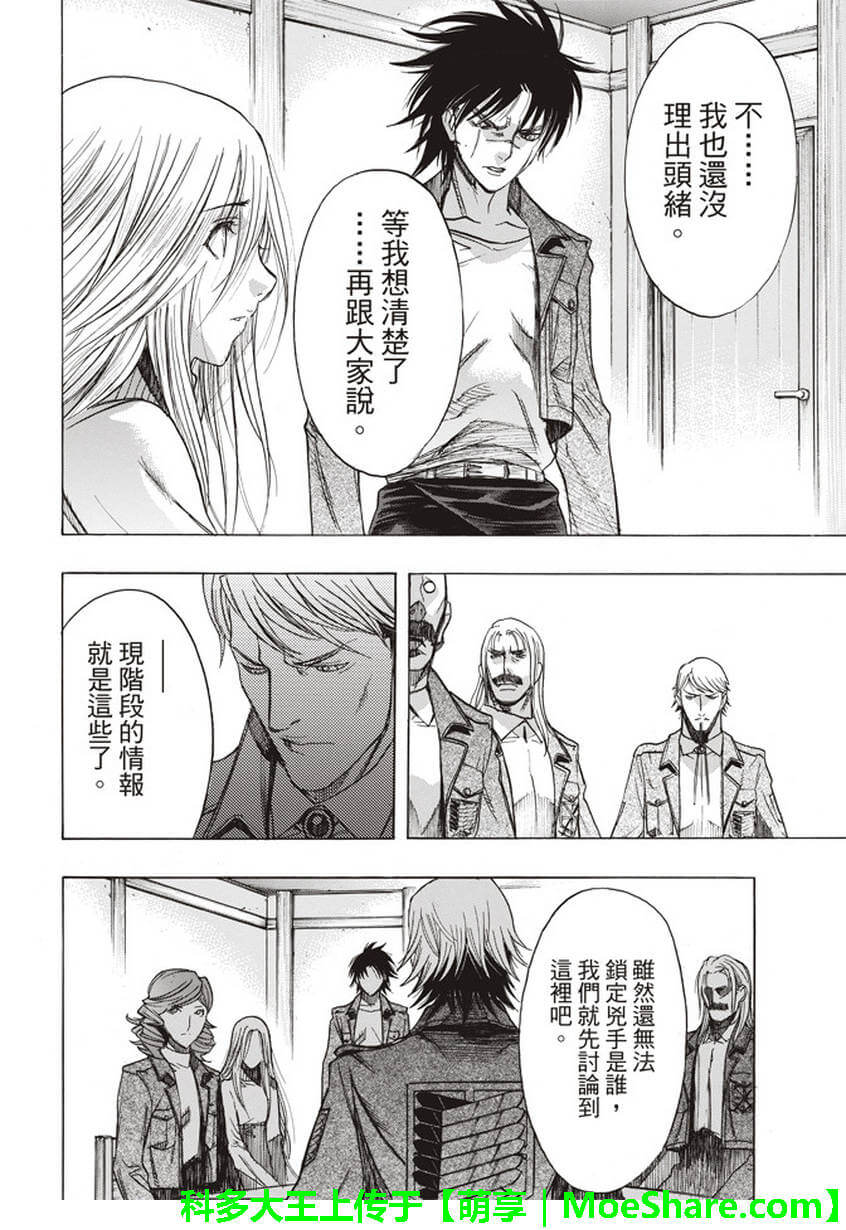 不……
我也還沒
理出頭緒。
等我想清楚了
……再跟大家說。
——
現階段的情報
就是這些了。
雖然還無法
鎖定兇手是誰，
我們就先討論到
這裡吧。
科多大王上传于【萌享｜MoeShare.com】